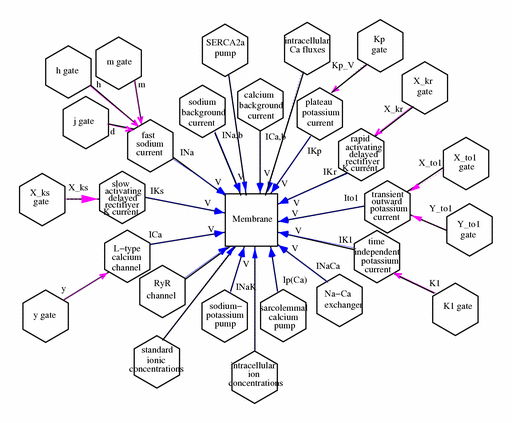 SERCA2a
pump
intracellular
Ca fluxes
Kp
gate
m gate
h gate
h
m
Kp_V
X_kr
gate
sodium
background
current
calcium
background
current
plateau
potassium
current
X_kr
j gate
d
fast
sodium
current
INa,b
ICa,b
IKp
rapid
activating
delayed
rectifiyer
K current
X_to1
gate
INa
V
V
V
V
V
V
IKr
V
X_to1
X_ks
gate
X_ks
slow
activating
delayed
rectifiyer
K current
IKs
V
Membrane
Ito1
V
transient
outward
potassium
current
Y_to1
Y_to1
gate
ICa
V
IK1
V
time
independent
potassium
current
L-type
calcium
channel
y
y gate
RyR
channel
V
V
V
INaK
Ip(Ca)
INaCa
K1
K1 gate
sodium-
potassium
pump
sarcolemmal
calcium
pump
Na-Ca
exchanger
standard
ionic
concentrations
intracellular
ion
concentrations